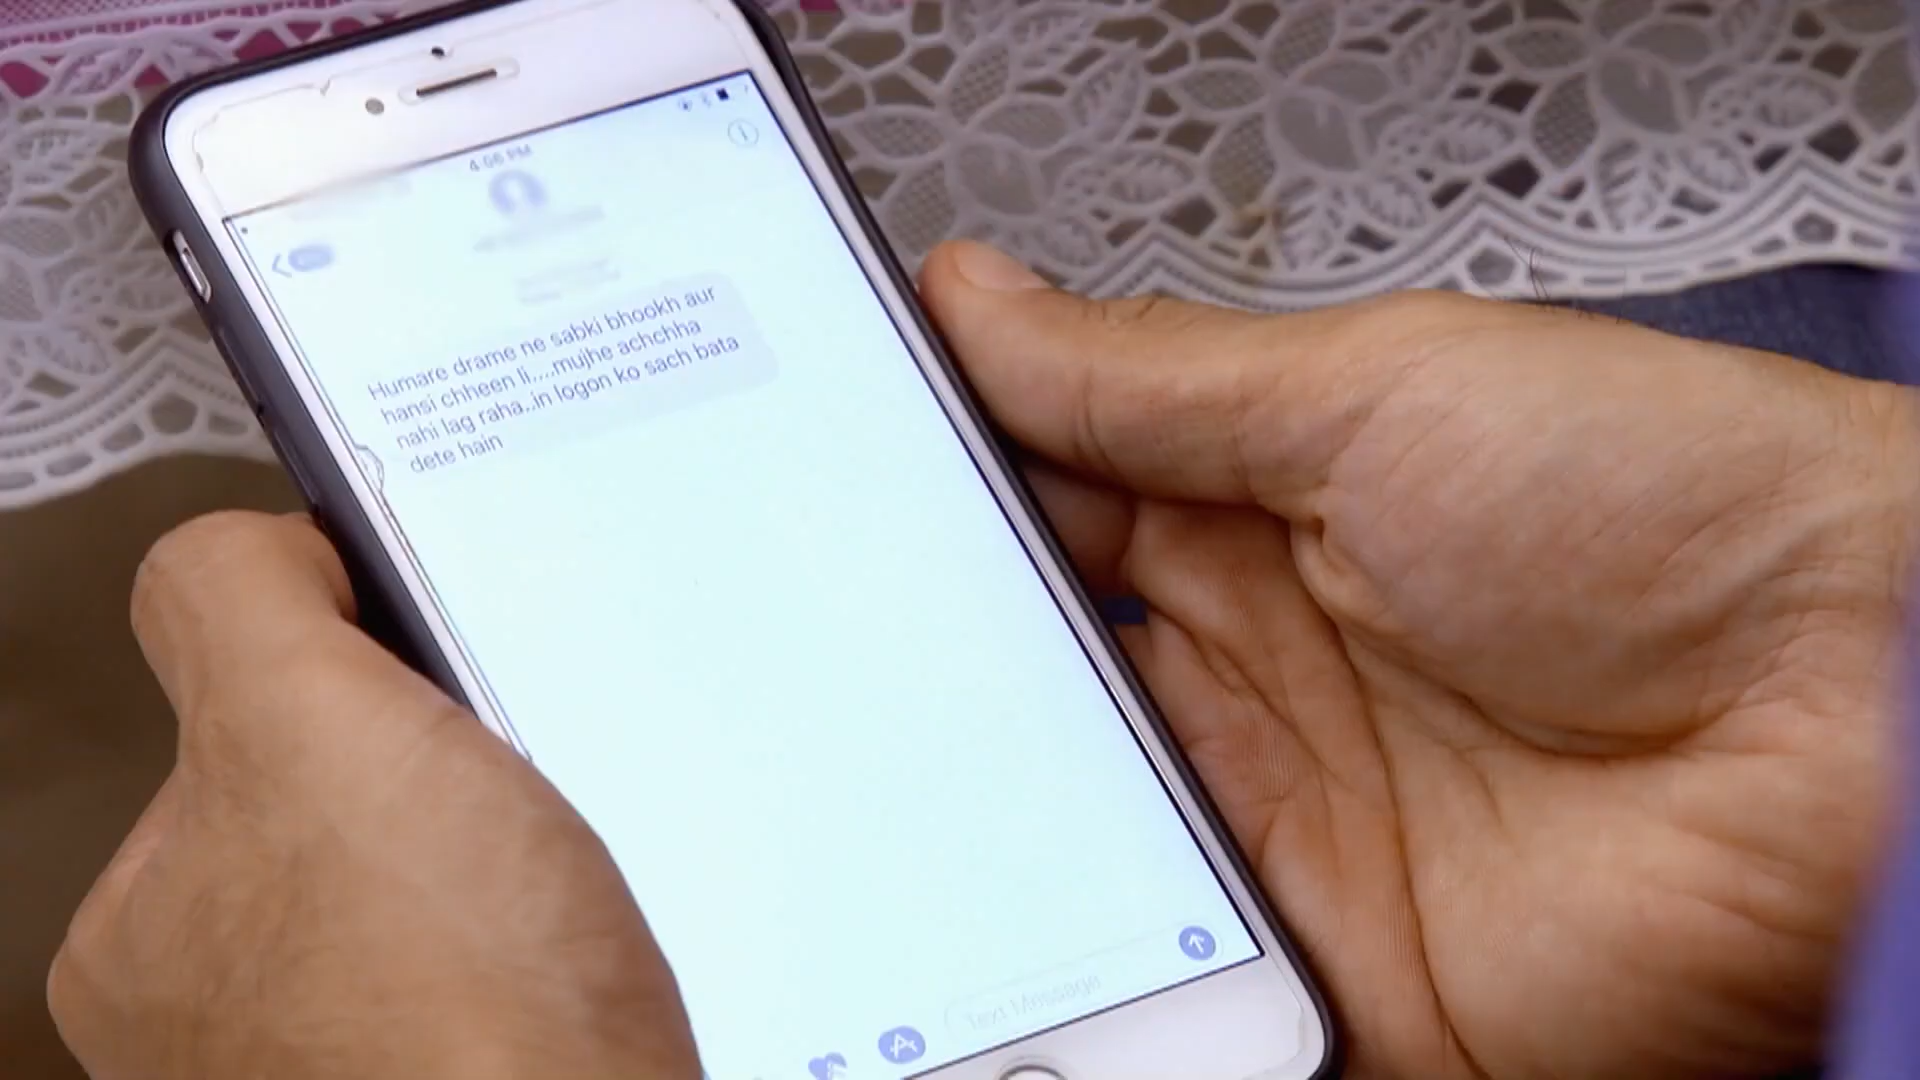 4:06 PM
Humare drame ne sabki bhookh aur
hansi chheen li....mujhe achchha
nahi lag raha..in logon ko sach bata
dete hain
Text Message